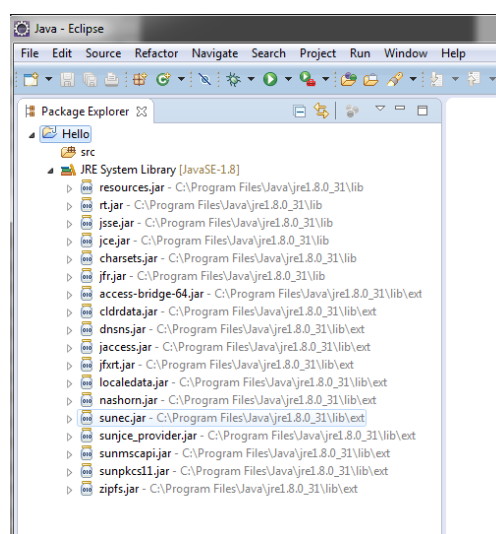 Java - Eclipse
File Edit Source Refactor Navigate Search Project Run Window Help
Package Explorer
Hello
src
JRE System Library [JavaSE-1.8]
resources.jar - C:\Program Files\Java\jre1.8.0_31\lib
rt.jar - C:\Program Files\Java\jre1.8.0_31\lib
jsse.jar - C:\Program Files\Java\jre1.8.0_31\lib
jce.jar - C:\Program Files\Java\jre1.8.0_31\lib
charsets.jar - C:\Program Files\Java\jre1.8.0_31\lib
jfr.jar - C:\Program Files\Java\jre1.8.0_31\lib
access-bridge-64.jar - C:\Program Files\Java\jre1.8.0_31\lib\ext
cldrdata.jar - C:\Program Files\Java\jre1.8.0_31\lib\ext
dnsns.jar - C:\Program Files\Java\jre1.8.0_31\lib\ext
jaccess.jar - C:\Program Files\Java\jre1.8.0_31\lib\ext
jfxrt.jar - C:\Program Files\Java\jre1.8.0_31\lib\ext
localedata.jar - C:\Program Files\Java\jre1.8.0_31\lib\ext
nashorn.jar - C:\Program Files\Java\jre1.8.0_31\lib\ext
sunec.jar - C:\Program Files\Java\jre1.8.0_31\lib\ext
sunjce_provider.jar - C:\Program Files\Java\jre1.8.0_31\lib\ext
sunmscapi.jar - C:\Program Files\Java\jre1.8.0_31\lib\ext
sunpkcs11.jar - C:\Program Files\Java\jre1.8.0_31\lib\ext
zipfs.jar - C:\Program Files\Java\jre1.8.0_31\lib\ext